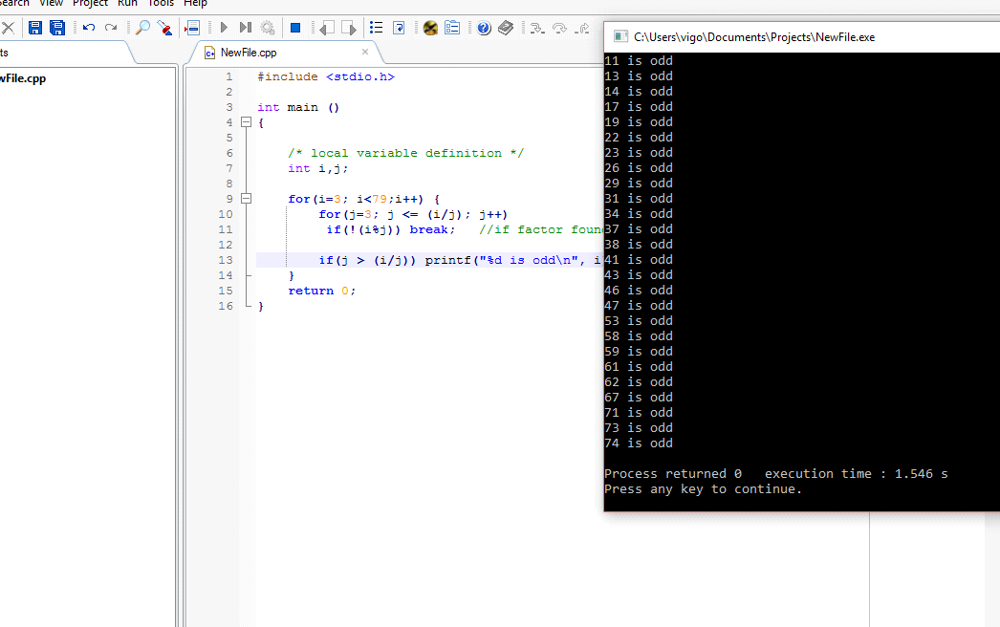 View Project Run Tools Help
NewFile.cpp
C:\Users\vigo\Documents\Projects\NewFile.exe
wFile.cpp
1 #include <stdio.h>
2
3 int main ()
4 {
5
6 /* local variable definition */
7 int i,j;
8
9 for(i=3; i<79;i++) {
10 for(j=3; j <= (i/j); j++)
11 if(!(i%j)) break; //if factor foun
12
13 if(j > (i/j)) printf("%d is odd\n", i
14 }
15 return 0;
16 }
11 is odd
13 is odd
14 is odd
17 is odd
19 is odd
22 is odd
23 is odd
26 is odd
29 is odd
31 is odd
34 is odd
37 is odd
38 is odd
41 is odd
43 is odd
46 is odd
47 is odd
53 is odd
58 is odd
59 is odd
61 is odd
62 is odd
67 is odd
71 is odd
73 is odd
74 is odd
Process returned 0 execution time : 1.546 s
Press any key to continue.